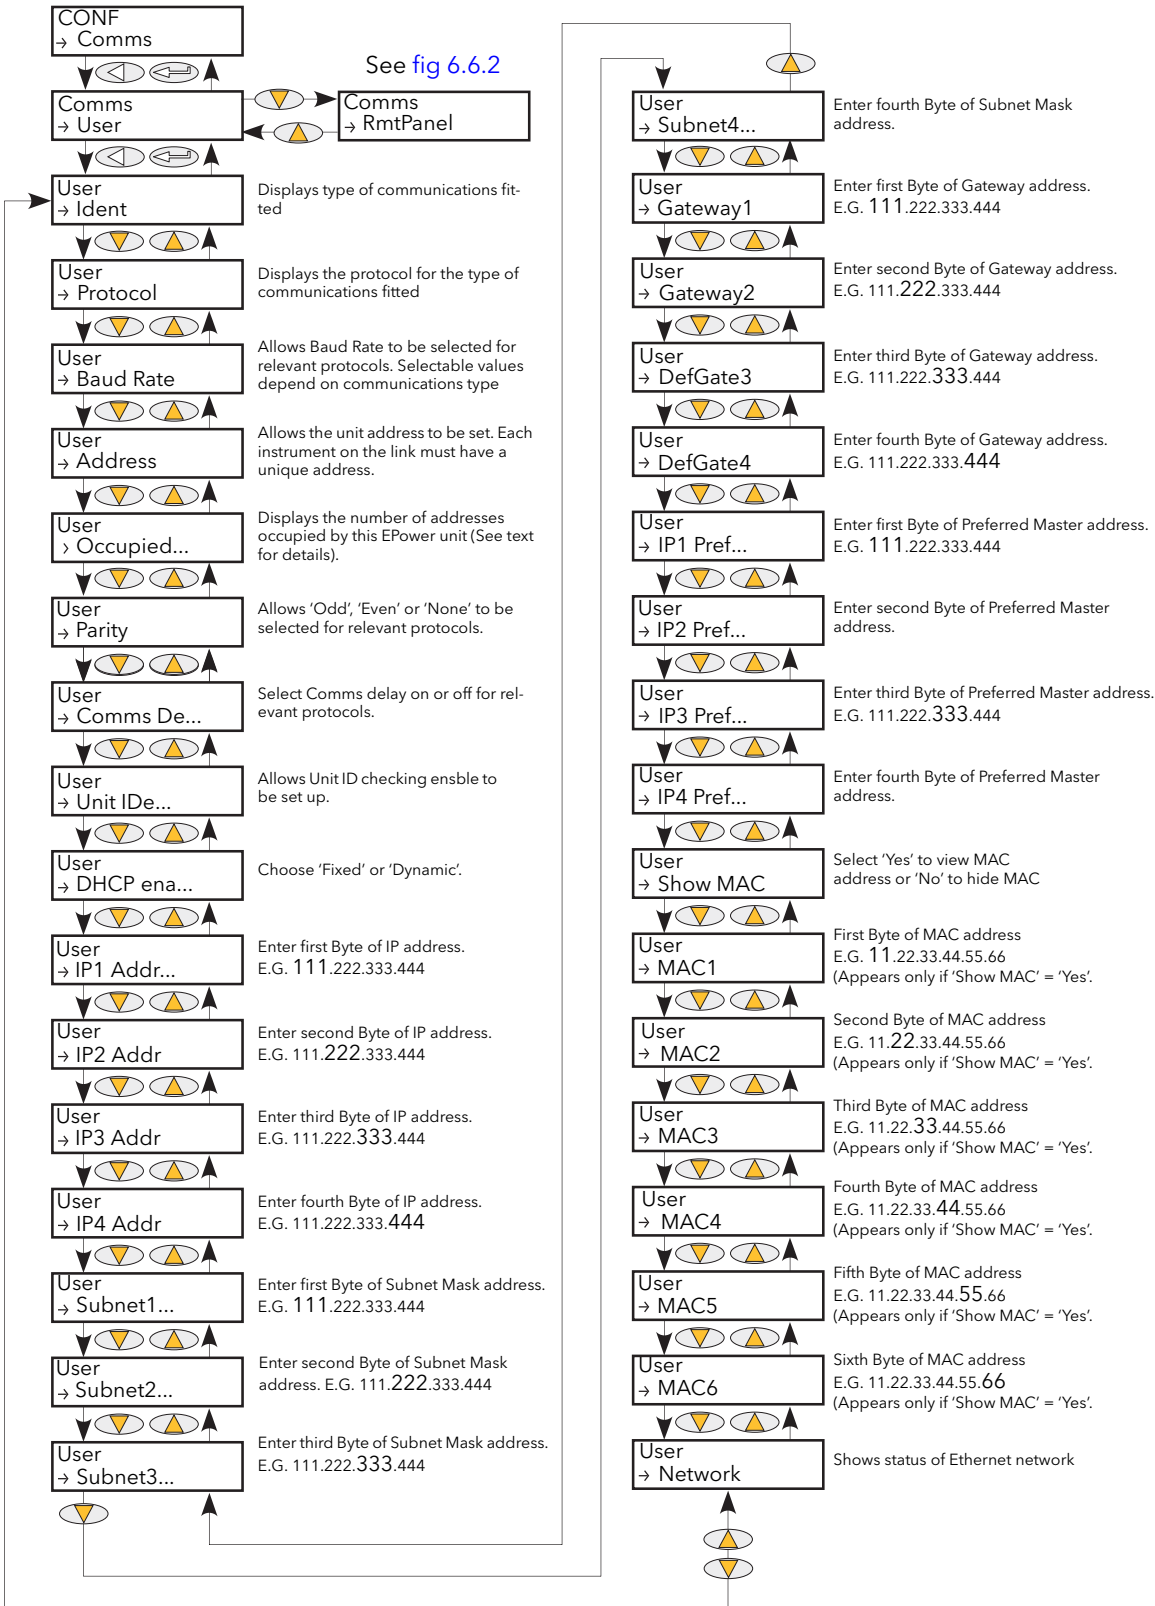 CONF
→ Comms
See fig 6.6.2
Comms
→ User
Comms
→ RmtPanel
User
→ Ident
Displays type of communications fit-
ted
User
→ Protocol
Displays the protocol for the type of
communications fitted
User
→ Baud Rate
Allows Baud Rate to be selected for
relevant protocols. Selectable values
depend on communications type
User
→ Address
Allows the unit address to be set. Each
instrument on the link must have a
unique address.
User
› Occupied...
Displays the number of addresses
occupied by this EPower unit (See text
for details).
User
→ Parity
Allows ‘Odd’, ‘Even’ or ‘None’ to be
selected for relevant protocols.
User
→ Comms De...
Select Comms delay on or off for rel-
evant protocols.
User
→ Unit IDe...
Allows Unit ID checking ensble to
be set up.
User
→ DHCP ena...
Choose ‘Fixed’ or ‘Dynamic’.
User
→ IP1 Addr...
Enter first Byte of IP address.
E.G. 111.222.333.444
User
→ IP2 Addr
Enter second Byte of IP address.
E.G. 111.222.333.444
User
→ IP3 Addr
Enter third Byte of IP address.
E.G. 111.222.333.444
User
→ IP4 Addr
Enter fourth Byte of IP address.
E.G. 111.222.333.444
User
→ Subnet1...
Enter first Byte of Subnet Mask address.
E.G. 111.222.333.444
User
→ Subnet2...
Enter second Byte of Subnet Mask
address. E.G. 111.222.333.444
User
→ Subnet3...
Enter third Byte of Subnet Mask address.
E.G. 111.222.333.444
User
→ Subnet4...
Enter fourth Byte of Subnet Mask
address.
User
→ Gateway1
Enter first Byte of Gateway address.
E.G. 111.222.333.444
User
→ Gateway2
Enter second Byte of Gateway address.
E.G. 111.222.333.444
User
→ DefGate3
Enter third Byte of Gateway address.
E.G. 111.222.333.444
User
→ DefGate4
Enter fourth Byte of Gateway address.
E.G. 111.222.333.444
User
→ IP1 Pref...
Enter first Byte of Preferred Master address.
E.G. 111.222.333.444
User
→ IP2 Pref...
Enter second Byte of Preferred Master
address.
User
→ IP3 Pref...
Enter third Byte of Preferred Master address.
E.G. 111.222.333.444
User
→ IP4 Pref...
Enter fourth Byte of Preferred Master
address.
User
→ Show MAC
Select ‘Yes’ to view MAC
address or ‘No’ to hide MAC
User
→ MAC1
First Byte of MAC address
E.G. 11.22.33.44.55.66
(Appears only if ‘Show MAC’ = ‘Yes’.
User
→ MAC2
Second Byte of MAC address
E.G. 11.22.33.44.55.66
(Appears only if ‘Show MAC’ = ‘Yes’.
User
→ MAC3
Third Byte of MAC address
E.G. 11.22.33.44.55.66
(Appears only if ‘Show MAC’ = ‘Yes’.
User
→ MAC4
Fourth Byte of MAC address
E.G. 11.22.33.44.55.66
(Appears only if ‘Show MAC’ = ‘Yes’.
User
→ MAC5
Fifth Byte of MAC address
E.G. 11.22.33.44.55.66
(Appears only if ‘Show MAC’ = ‘Yes’.
User
→ MAC6
Sixth Byte of MAC address
E.G. 11.22.33.44.55.66
(Appears only if ‘Show MAC’ = ‘Yes’.
User
→ Network
Shows status of Ethernet network